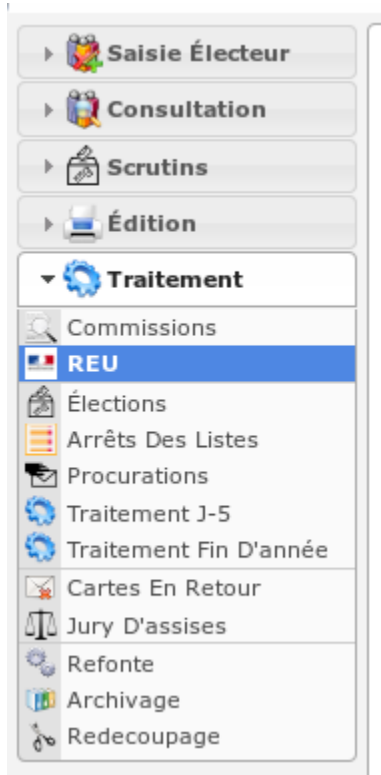 Saisie Électeur
Consultation
Scrutins
Édition
Traitement
Commissions
REU
Élections
Arrêts Des Listes
Procurations
Traitement J-5
Traitement Fin D'année
Cartes En Retour
Jury D'assises
Refonte
Archivage
Redecoupage